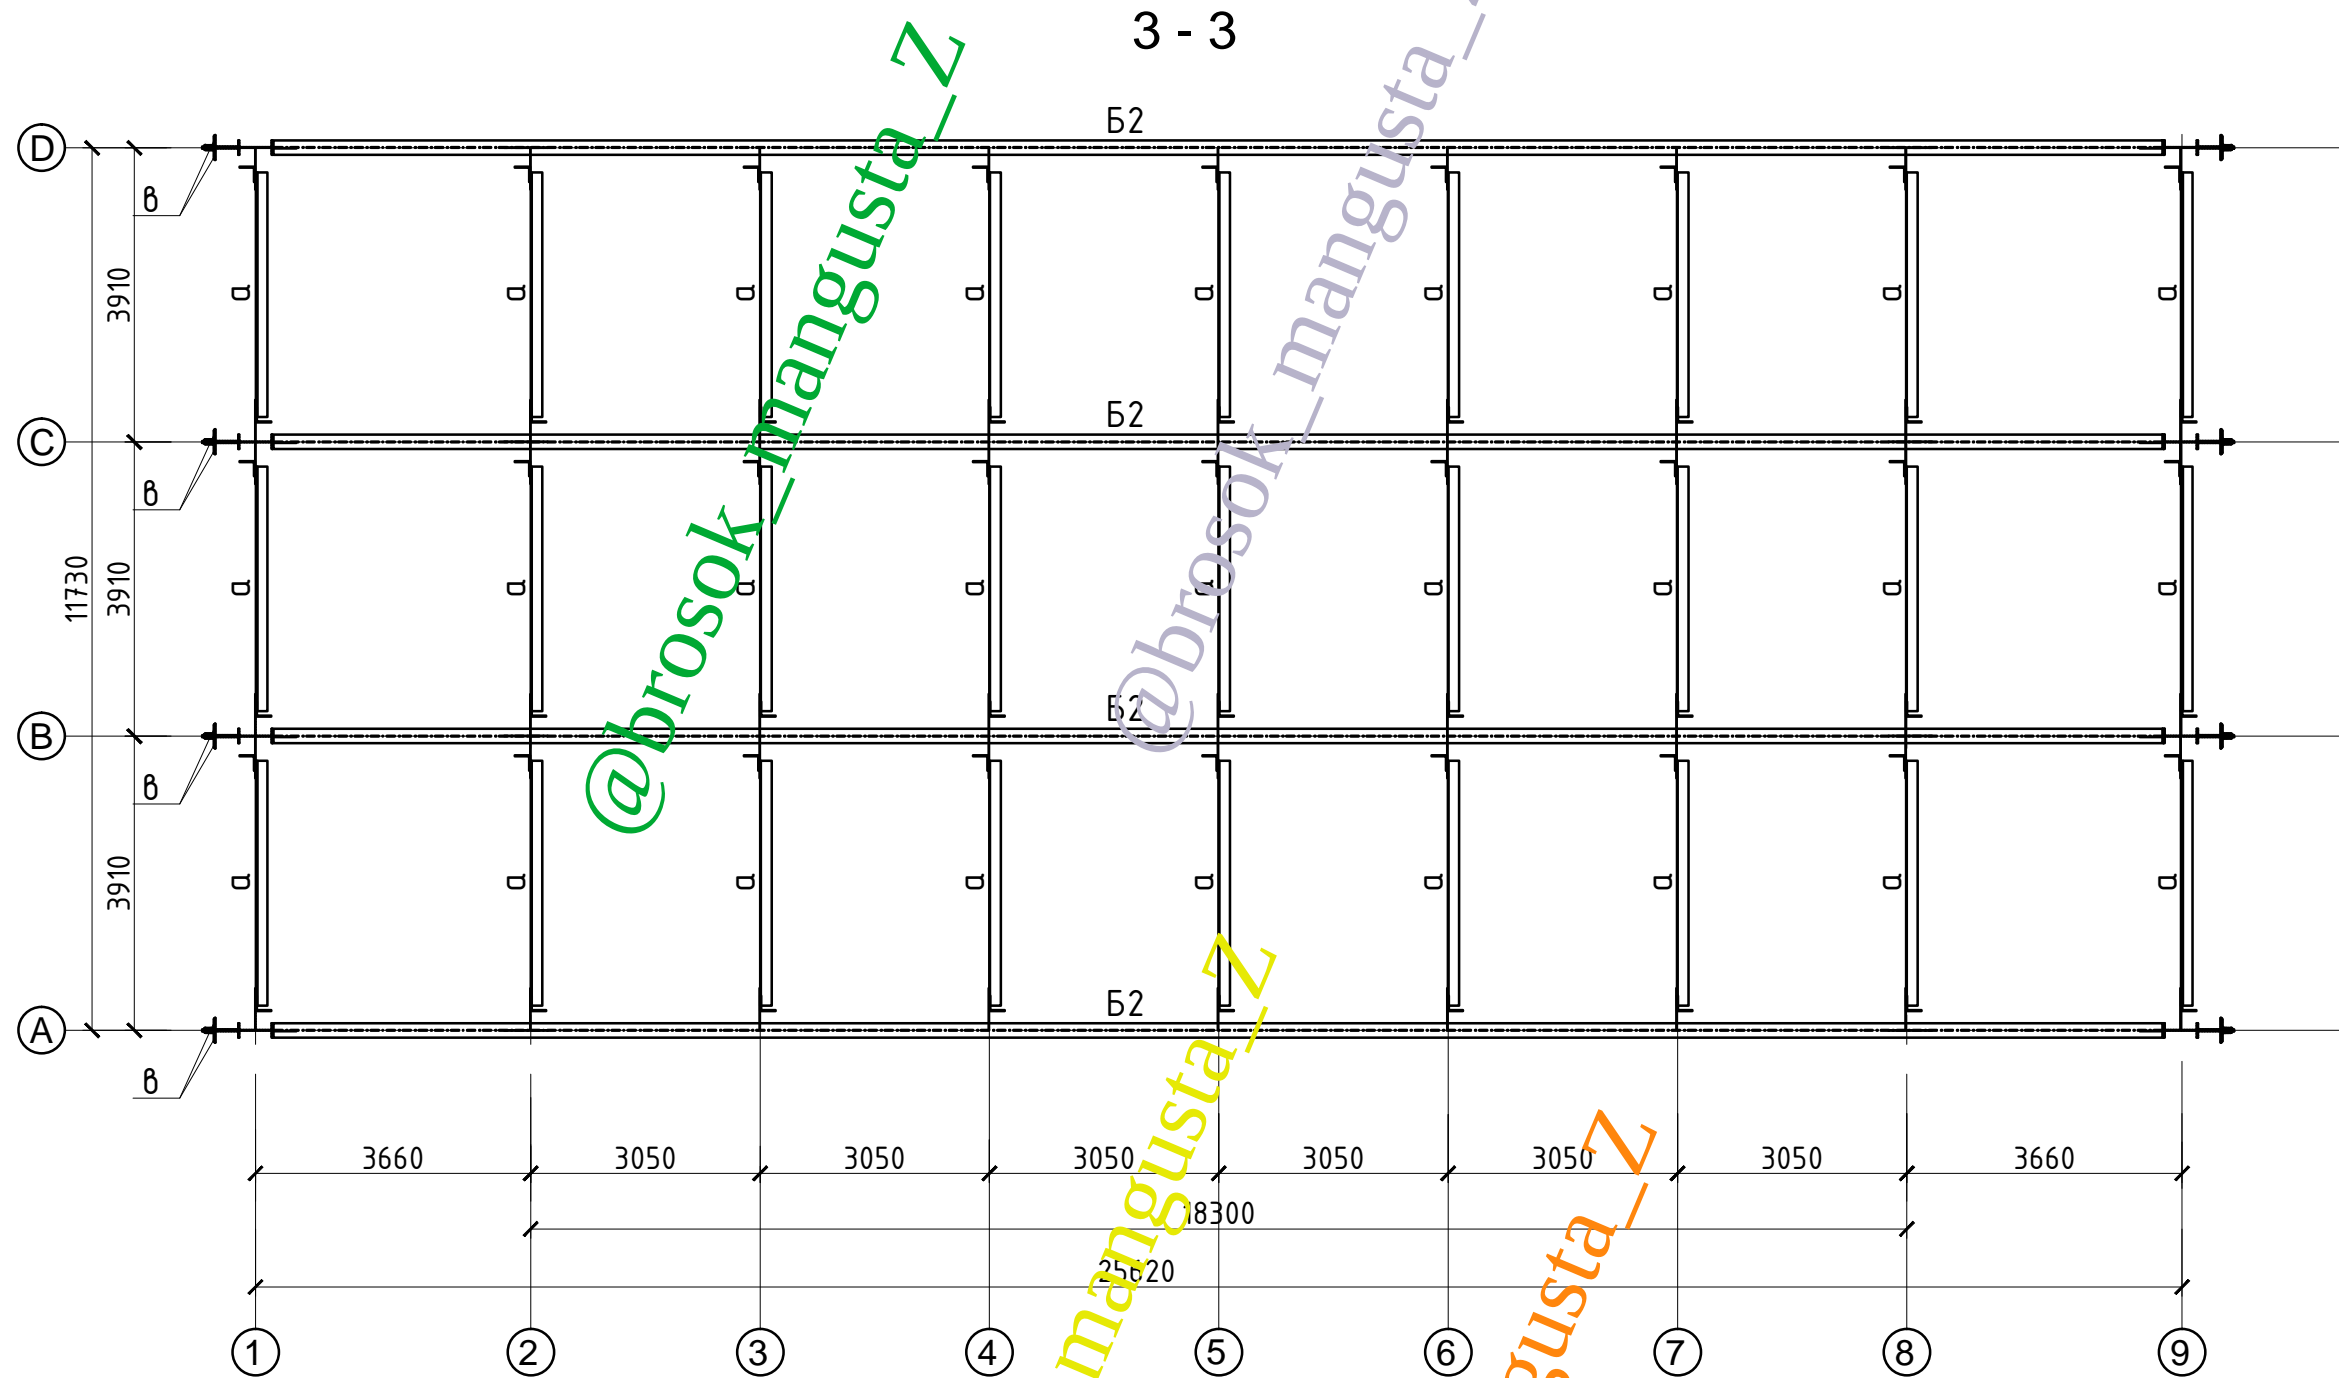 3 - 3
@brosok_mangusta_Z
@brosok_mangusta_
D
Б2
в
3910
а а а а а а а а а
C
Б2
в
11730
3910
а а а а а а а а а
B
Б2
в
3910
а а а а а а а а а
A
Б2
в
mangusta_Z
gusta_Z
3660 3050 3050 3050 3050 3050 3050 3660
18300
25620
1 2 3 4 5 6 7 8 9